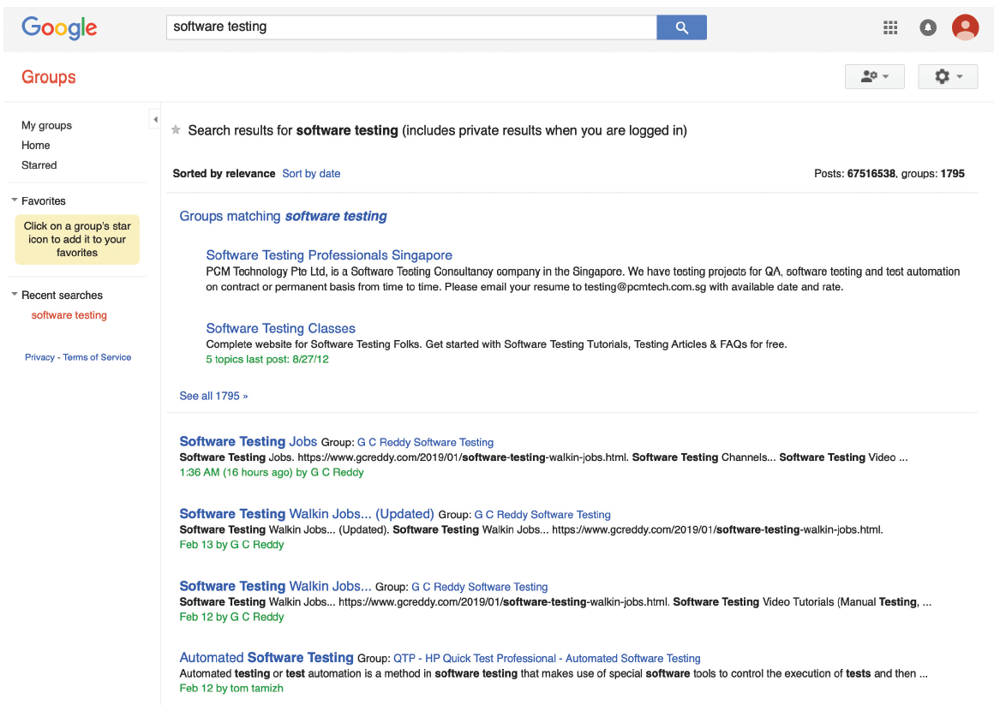 Google
software testing
Groups
My groups
Home
Starred
Favorites
Click on a group's star
icon to add it to your
favorites
Recent searches
software testing
Privacy - Terms of Service
Search results for software testing (includes private results when you are logged in)
Sorted by relevance Sort by date
Posts: 67516538, groups: 1795
Groups matching software testing
Software Testing Professionals Singapore
PCM Technology Pte Ltd, is a Software Testing Consultancy company in the Singapore. We have testing projects for QA, software testing and test automation
on contract or permanent basis from time to time. Please email your resume to testing@pcmtech.com.sg with available date and rate.
Software Testing Classes
Complete website for Software Testing Folks. Get started with Software Testing Tutorials, Testing Articles & FAQs for free.
5 topics last post: 8/27/12
See all 1795 »
Software Testing Jobs Group: G C Reddy Software Testing
Software Testing Jobs. https://www.gcreddy.com/2019/01/software-testing-walkin-jobs.html. Software Testing Channels... Software Testing Video ...
1:36 AM (16 hours ago) by G C Reddy
Software Testing Walkin Jobs... (Updated) Group: G C Reddy Software Testing
Software Testing Walkin Jobs... (Updated). Software Testing Walkin Jobs... https://www.gcreddy.com/2019/01/software-testing-walkin-jobs.html.
Feb 13 by G C Reddy
Software Testing Walkin Jobs... Group: G C Reddy Software Testing
Software Testing Walkin Jobs... https://www.gcreddy.com/2019/01/software-testing-walkin-jobs.html. Software Testing Video Tutorials (Manual Testing, ...
Feb 12 by G C Reddy
Automated Software Testing Group: QTP - HP Quick Test Professional - Automated Software Testing
Automated testing or test automation is a method in software testing that makes use of special software tools to control the execution of tests and then ...
Feb 12 by tom tamizh